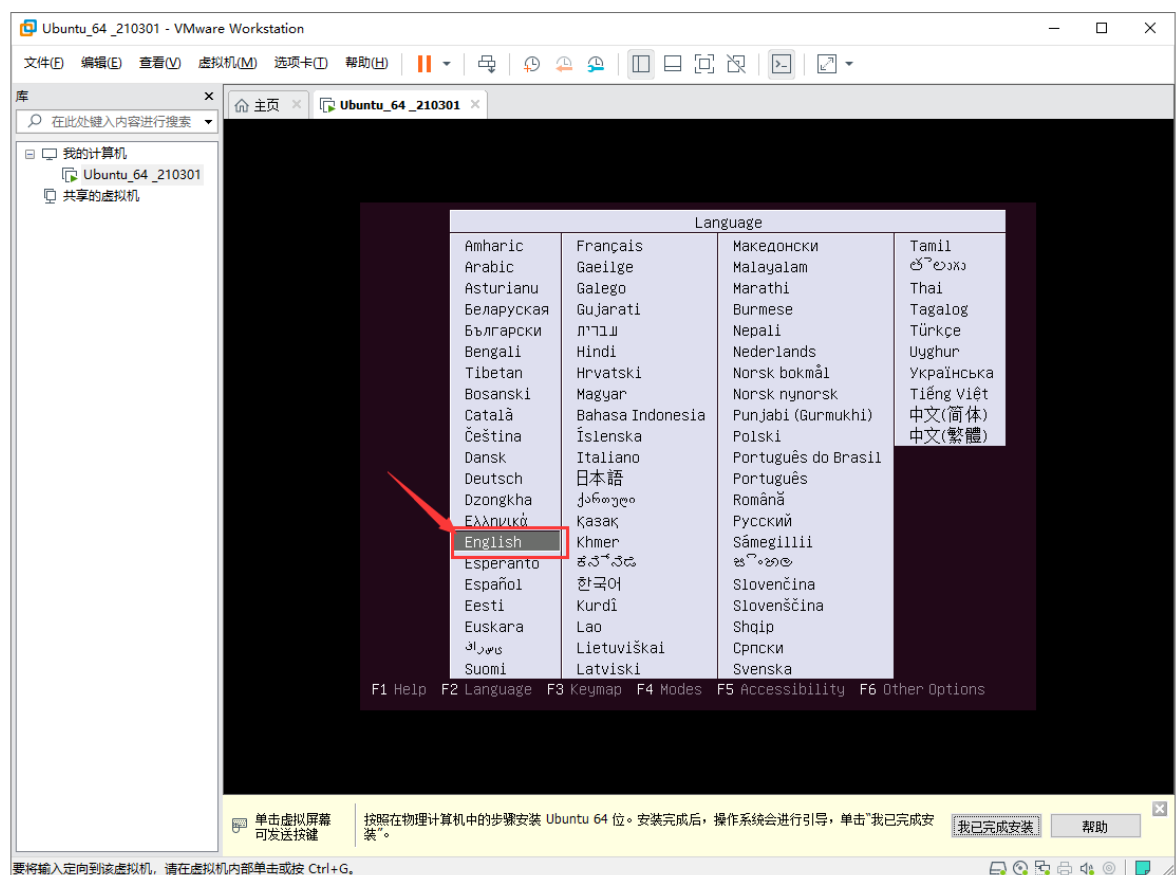 Ubuntu_64 _210301 - VMware Workstation
文件(F) 编辑(E) 查看(V) 虚拟机(M) 选项卡(T) 帮助(H)
库
主页
Ubuntu_64 _210301
在此处键入内容进行搜索
我的计算机
Ubuntu_64 _210301
共享的虚拟机
Language
Amharic
Arabic
Asturianu
Беларуская
Български
Bengali
Tibetan
Bosanski
Català
Čeština
Dansk
Deutsch
Dzongkha
Ελληνικά
English
Esperanto
Español
Eesti
Euskara
Suomi
Français
Gaeilge
Galego
Gujarati
עברית
Hindi
Hrvatski
Magyar
Bahasa Indonesia
Íslenska
Italiano
日本語
ქართული
Қазақ
Khmer
한국어
Kurdî
Lao
Lietuviškai
Latviski
Македонски
Malayalam
Marathi
Burmese
Nepali
Nederlands
Norsk bokmål
Norsk nynorsk
Punjabi (Gurmukhi)
Polski
Português do Brasil
Português
Română
Русский
Sámegillii
Slovenčina
Slovenščina
Shqip
Српски
Svenska
Tamil
Thai
Tagalog
Türkçe
Uyghur
Українська
Tiếng Việt
中文(简体)
中文(繁體)
F1 Help F2 Language F3 Keymap F4 Modes F5 Accessibility F6 Other Options
单击虚拟屏幕
可发送按键
按照在物理计算机中的步骤安装 Ubuntu 64 位。安装完成后，操作系统会进行引导，单击“我已完成安
装”。
我已完成安装
帮助
要将输入定向到该虚拟机，请在虚拟机内部单击或按 Ctrl+G。